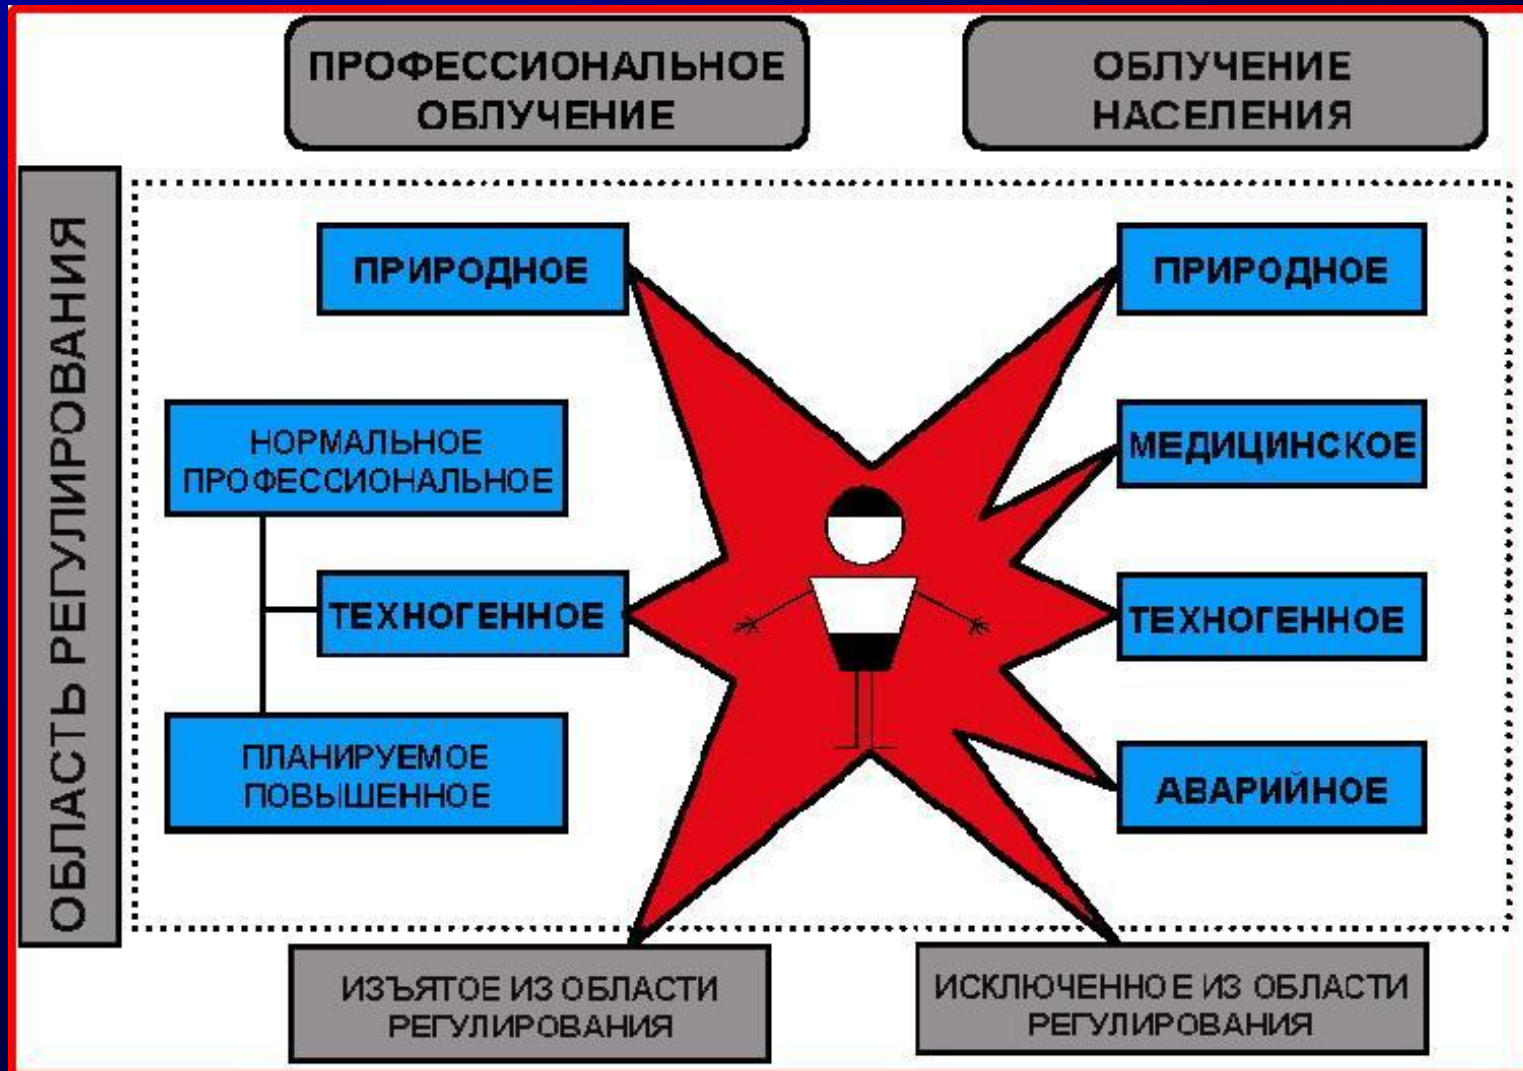 ПРОФЕССИОНАЛЬНОЕ
ОБЛУЧЕНИЕ
ОБЛУЧЕНИЕ
НАСЕЛЕНИЯ
ОБЛАСТЬ РЕГУЛИРОВАНИЯ
ПРИРОДНОЕ
НОРМАЛЬНОЕ
ПРОФЕССИОНАЛЬНОЕ
ТЕХНОГЕННОЕ
ПЛАНИРУЕМОЕ
ПОВЫШЕННОЕ
ПРИРОДНОЕ
МЕДИЦИНСКОЕ
ТЕХНОГЕННОЕ
АВАРИЙНОЕ
ИЗЪЯТОЕ ИЗ ОБЛАСТИ
РЕГУЛИРОВАНИЯ
ИСКЛЮЧЕННОЕ ИЗ ОБЛАСТИ
РЕГУЛИРОВАНИЯ